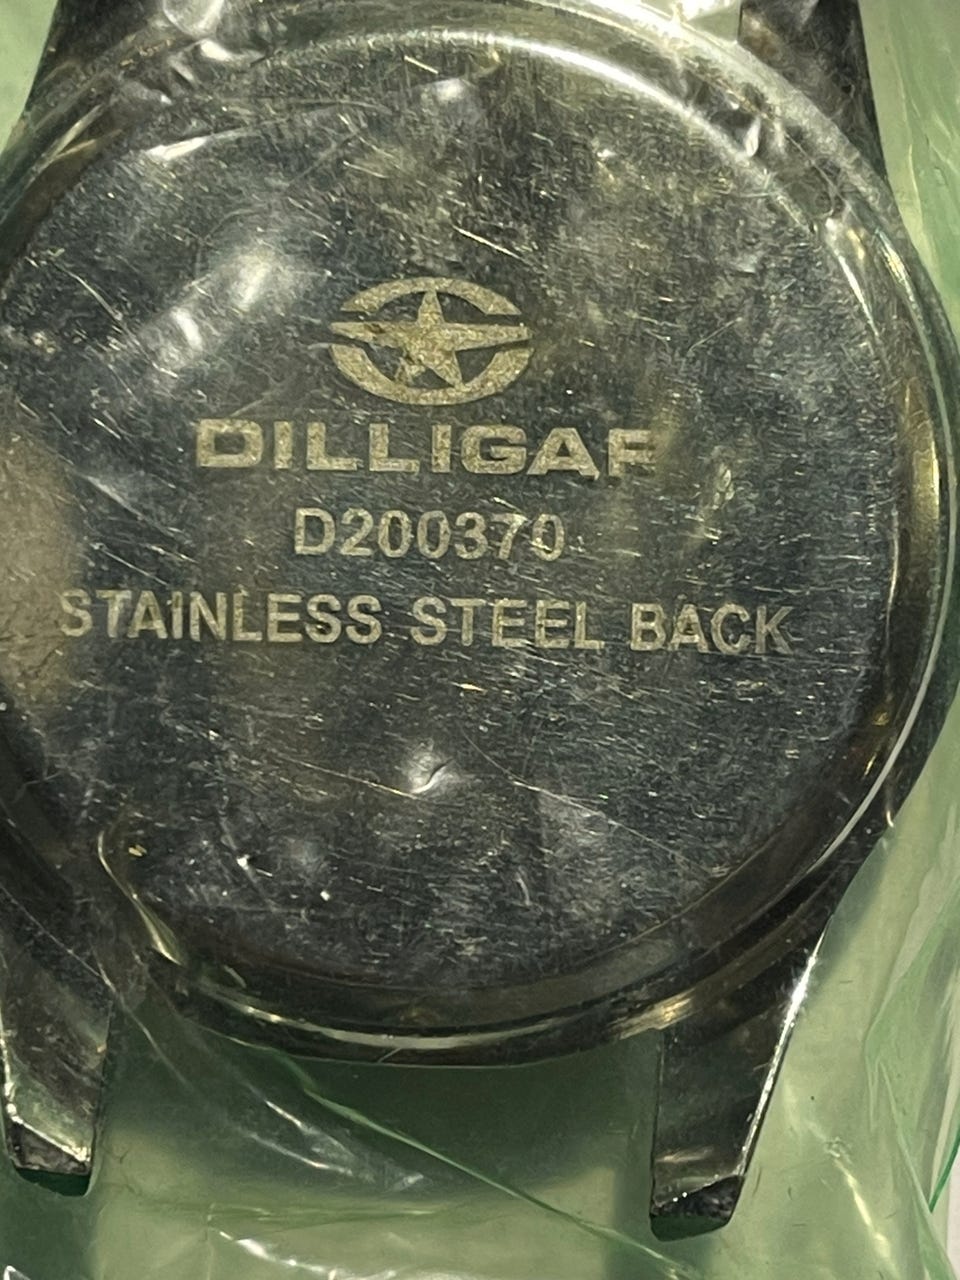 DILLIGAF
D200370
STAINLESS STEEL BACK